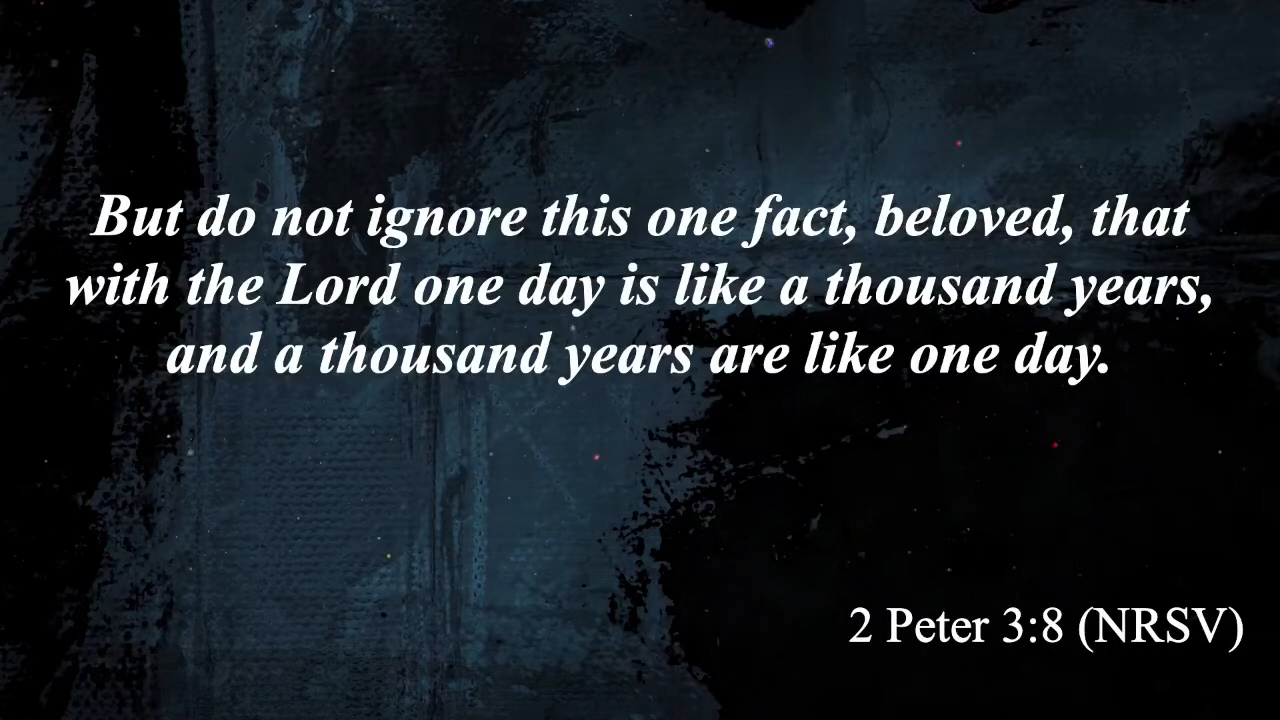 But do not ignore this one fact, beloved, that
with the Lord one day is like a thousand years,
and a thousand years are like one day.
2 Peter 3:8 (NRSV)